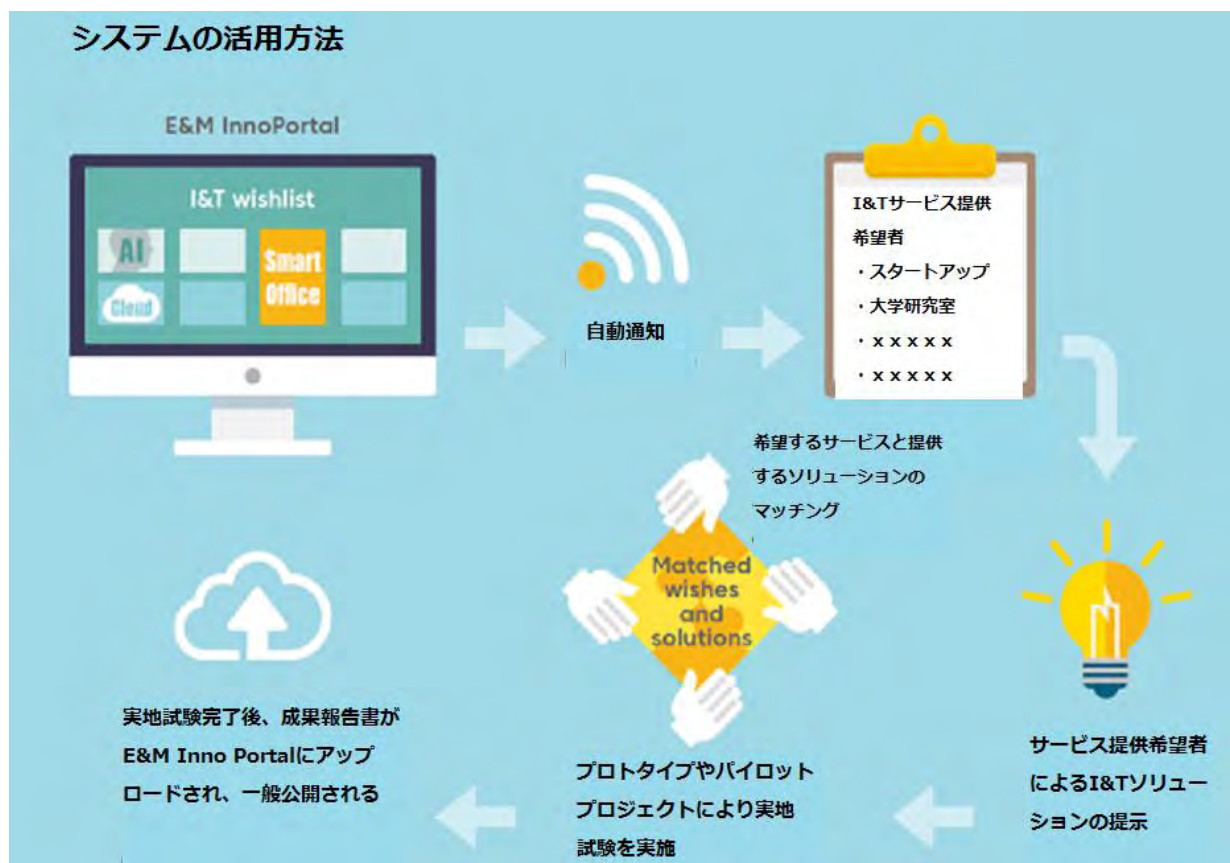 システムの活用方法
E&M InnoPortal
I&T wishlist
AI
Cloud
Smart
Office
自動通知
I&Tサービス提供
希望者
・スタートアップ
・大学研究室
・ｘｘｘｘｘ
・ｘｘｘｘｘ
希望するサービスと提供
するソリューションの
マッチング
Matched
wishes
and
solutions
サービス提供希望者
によるI&Tソリュー
ションの提示
プロトタイプやパイロット
プロジェクトにより実地
試験を実施
実地試験完了後、成果報告書が
E&M Inno Portalにアップ
ロードされ、一般公開される